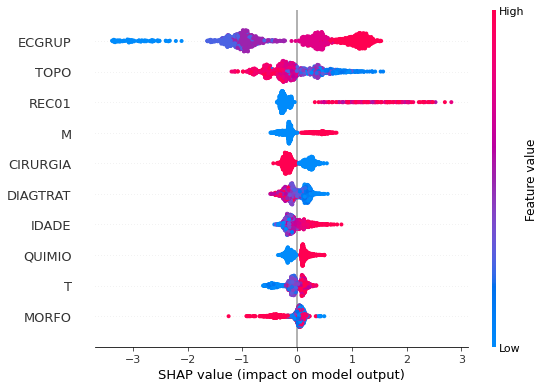 High
ECGRUP
TOPO
REC01
M
CIRURGIA
DIAGTRAT
IDADE
QUIMIO
T
MORFO
Feature value
Low
−3 −2 −1 0 1 2 3
SHAP value (impact on model output)